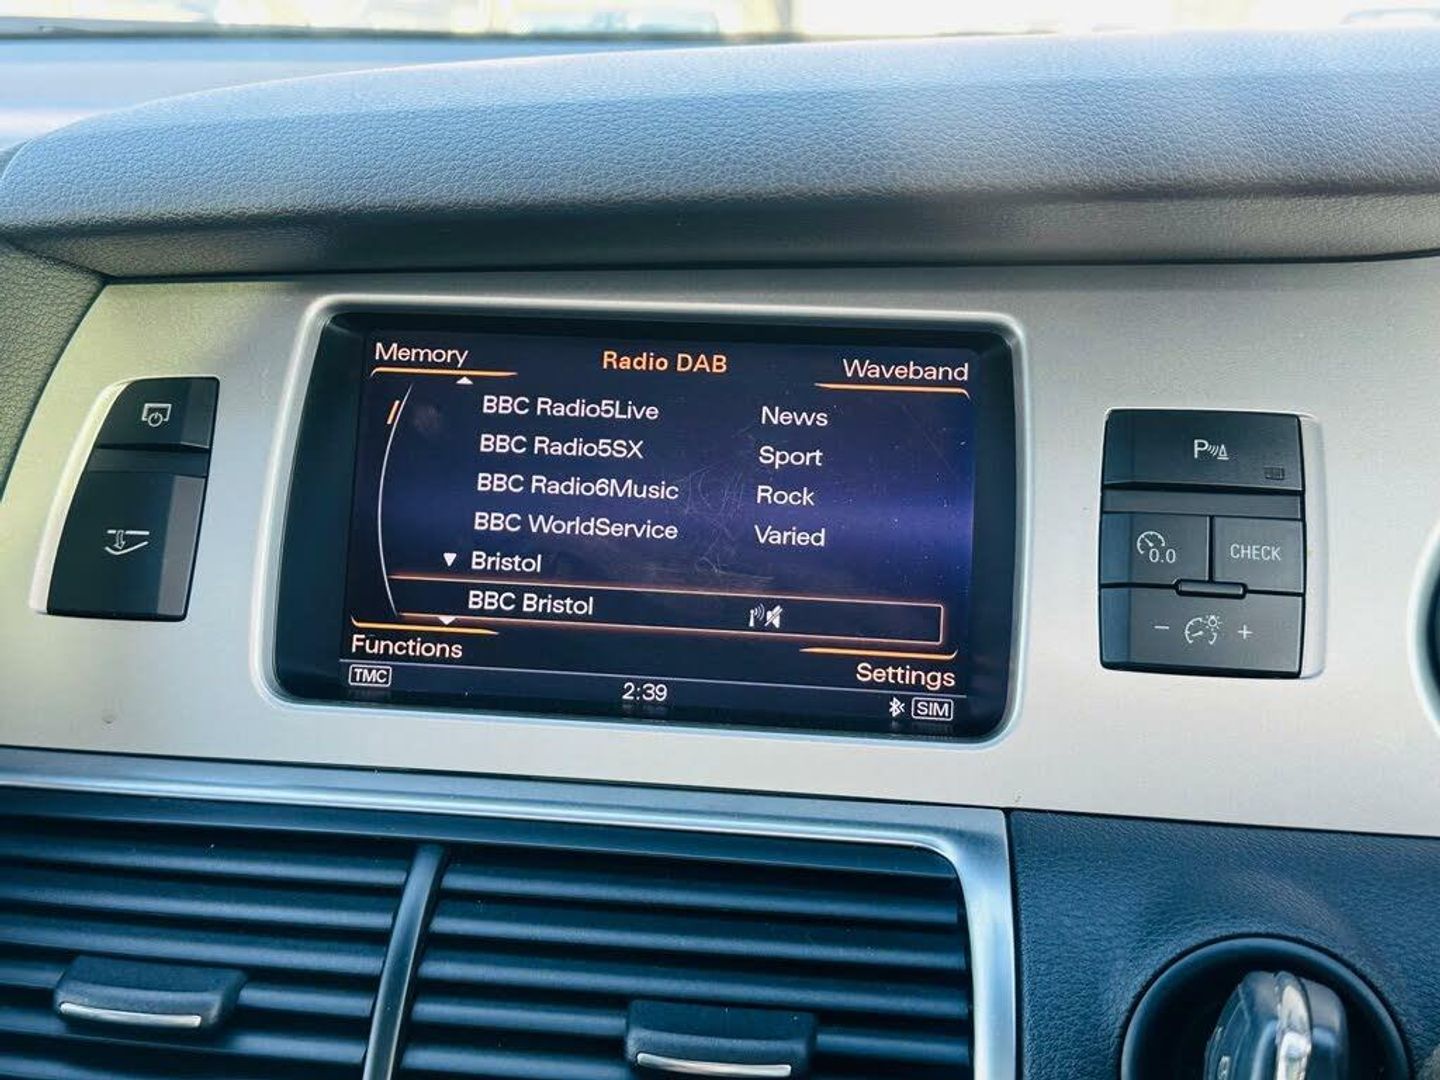 Memory Radio DAB Waveband
BBC Radio5Live News
BBC Radio5SX Sport
BBC Radio6Music Rock
BBC WorldService Varied
▼ Bristol
BBC Bristol
Functions Settings
TMC 2:39 SIM
P
0.0 CHECK
- +